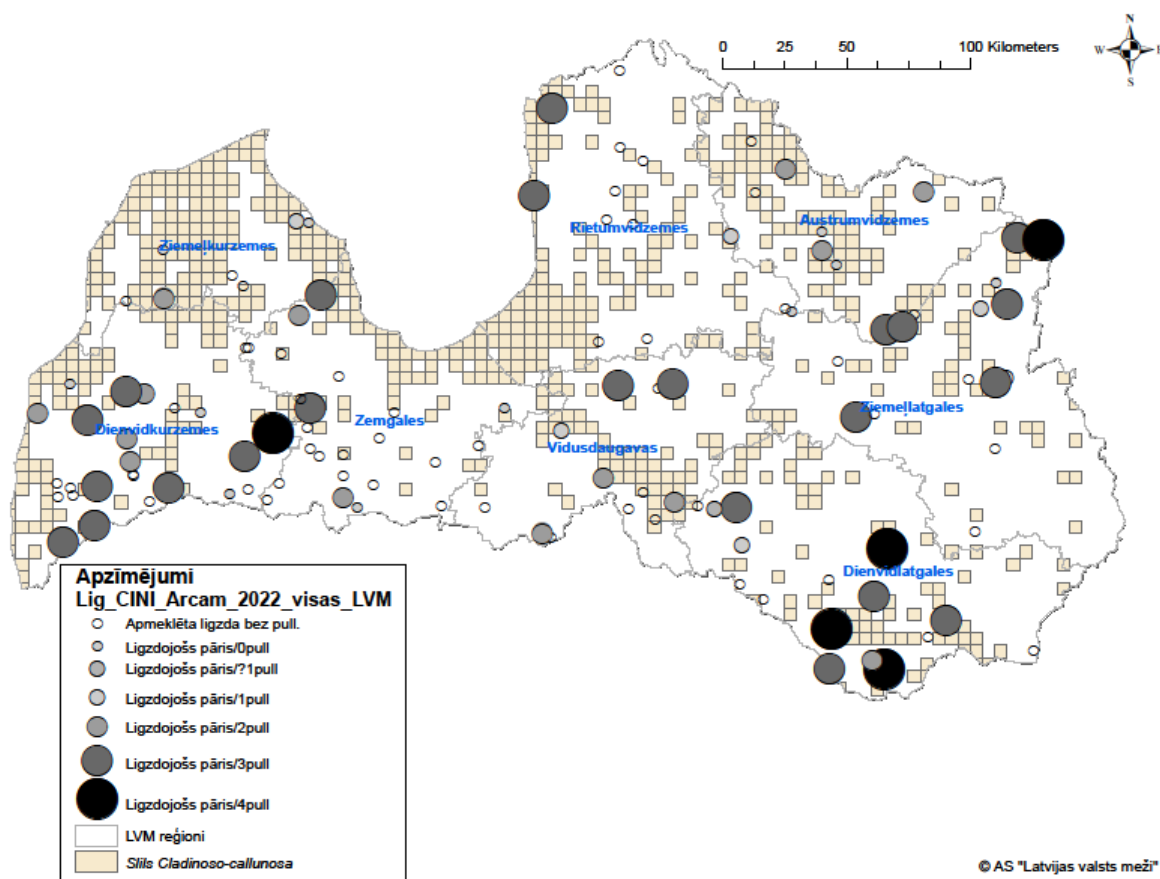 N
W E
S
0 25 50 100 Kilometers
Ziemeļkurzemes
Rietumvidzemes
Austrumvidzemes
Dienvidkurzemes
Zemgales
Vidusdaugavas
Ziemeļlatgales
Dienvidlatgales
Apzīmējumi
Lig_CINI_Arcam_2022_visas_LVM
Apmeklēta ligzda bez pull.
Ligzdojošs pāris/0pull
Ligzdojošs pāris/?1pull
Ligzdojošs pāris/1pull
Ligzdojošs pāris/2pull
Ligzdojošs pāris/3pull
Ligzdojošs pāris/4pull
LVM reģioni
Slils Cladinoso-callunosa
© AS "Latvijas valsts meži"